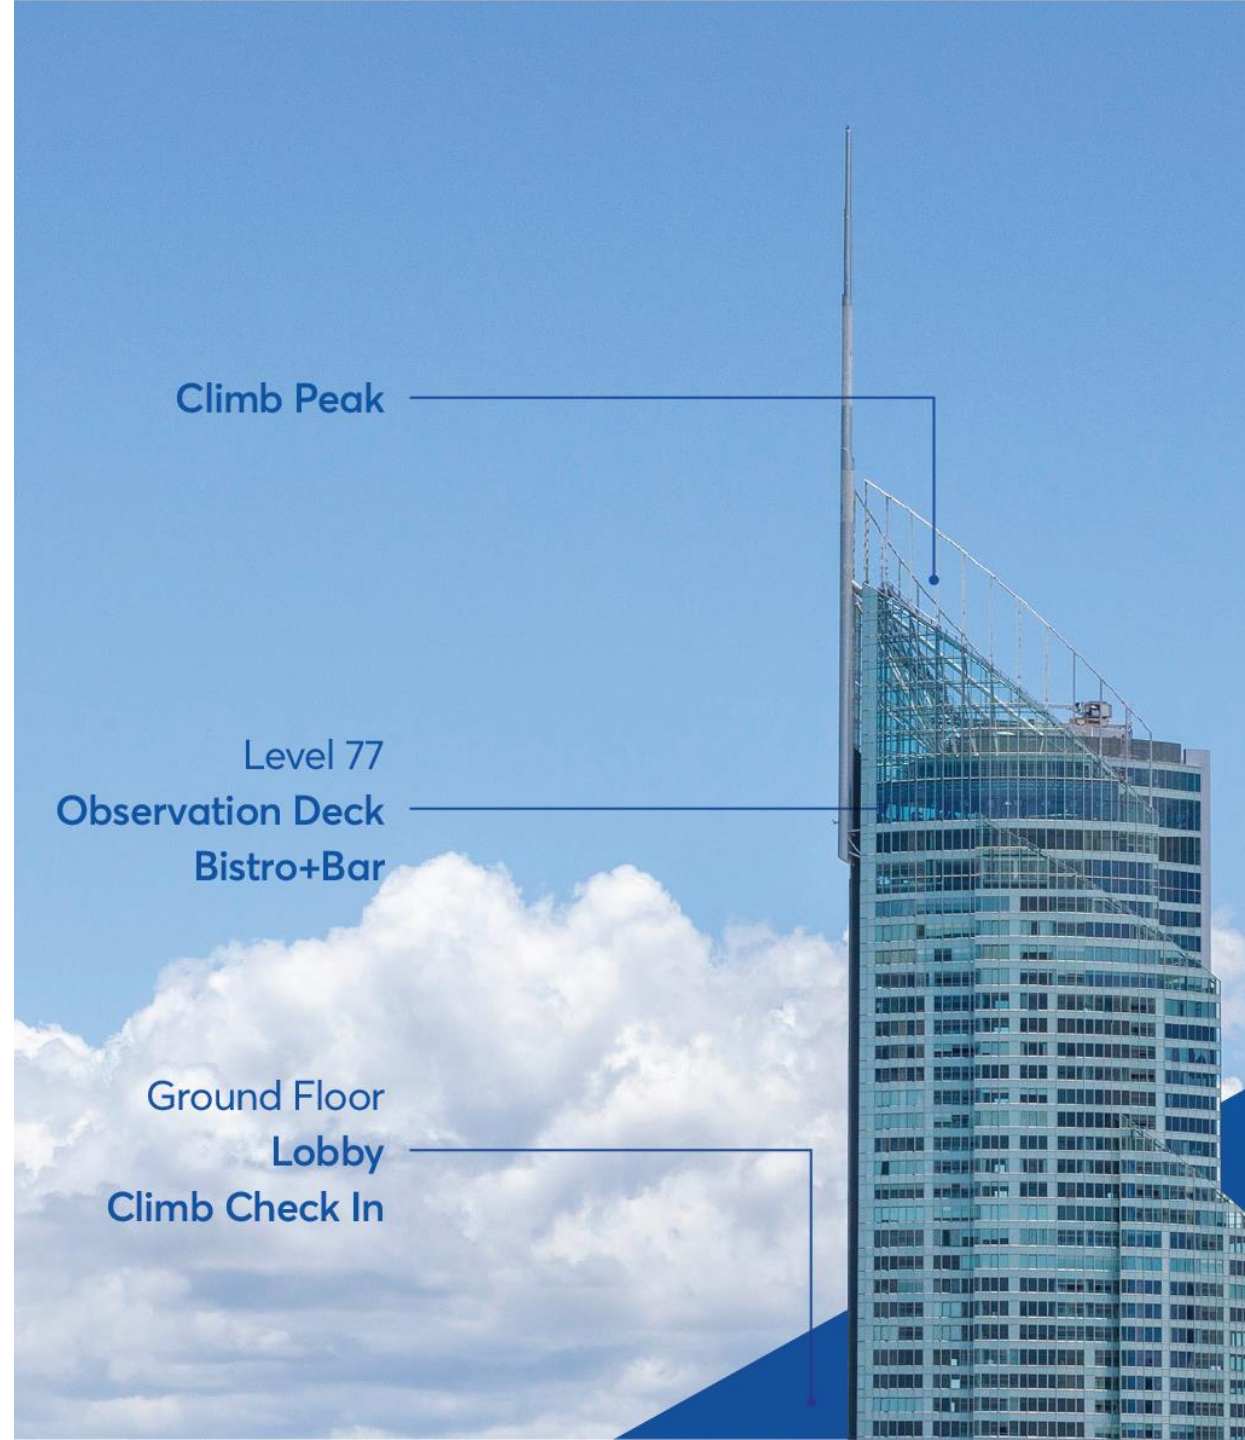 Climb Peak
Level 77
Observation Deck
Bistro+Bar
Ground Floor
Lobby
Climb Check In